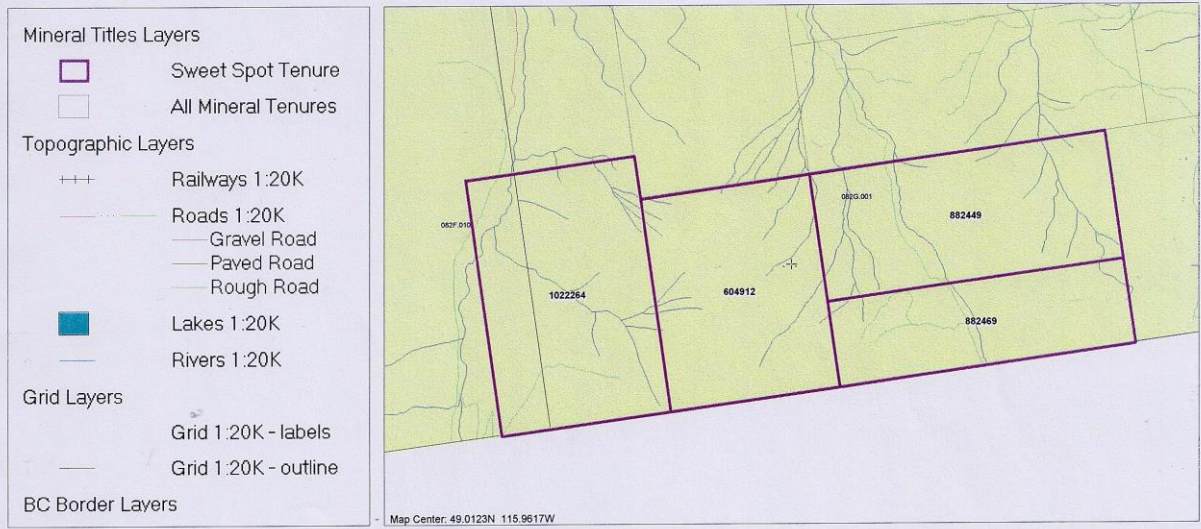 Mineral Titles Layers
Sweet Spot Tenure
All Mineral Tenures
Topographic Layers
Railways 1:20K
Roads 1:20K
Gravel Road
Paved Road
Rough Road
Lakes 1:20K
Rivers 1:20K
Grid Layers
Grid 1:20K - labels
Grid 1:20K - outline
BC Border Layers
082F.010
1022264
604912
082G.001
882449
882469
Map Center: 49.0123N 115.9617W